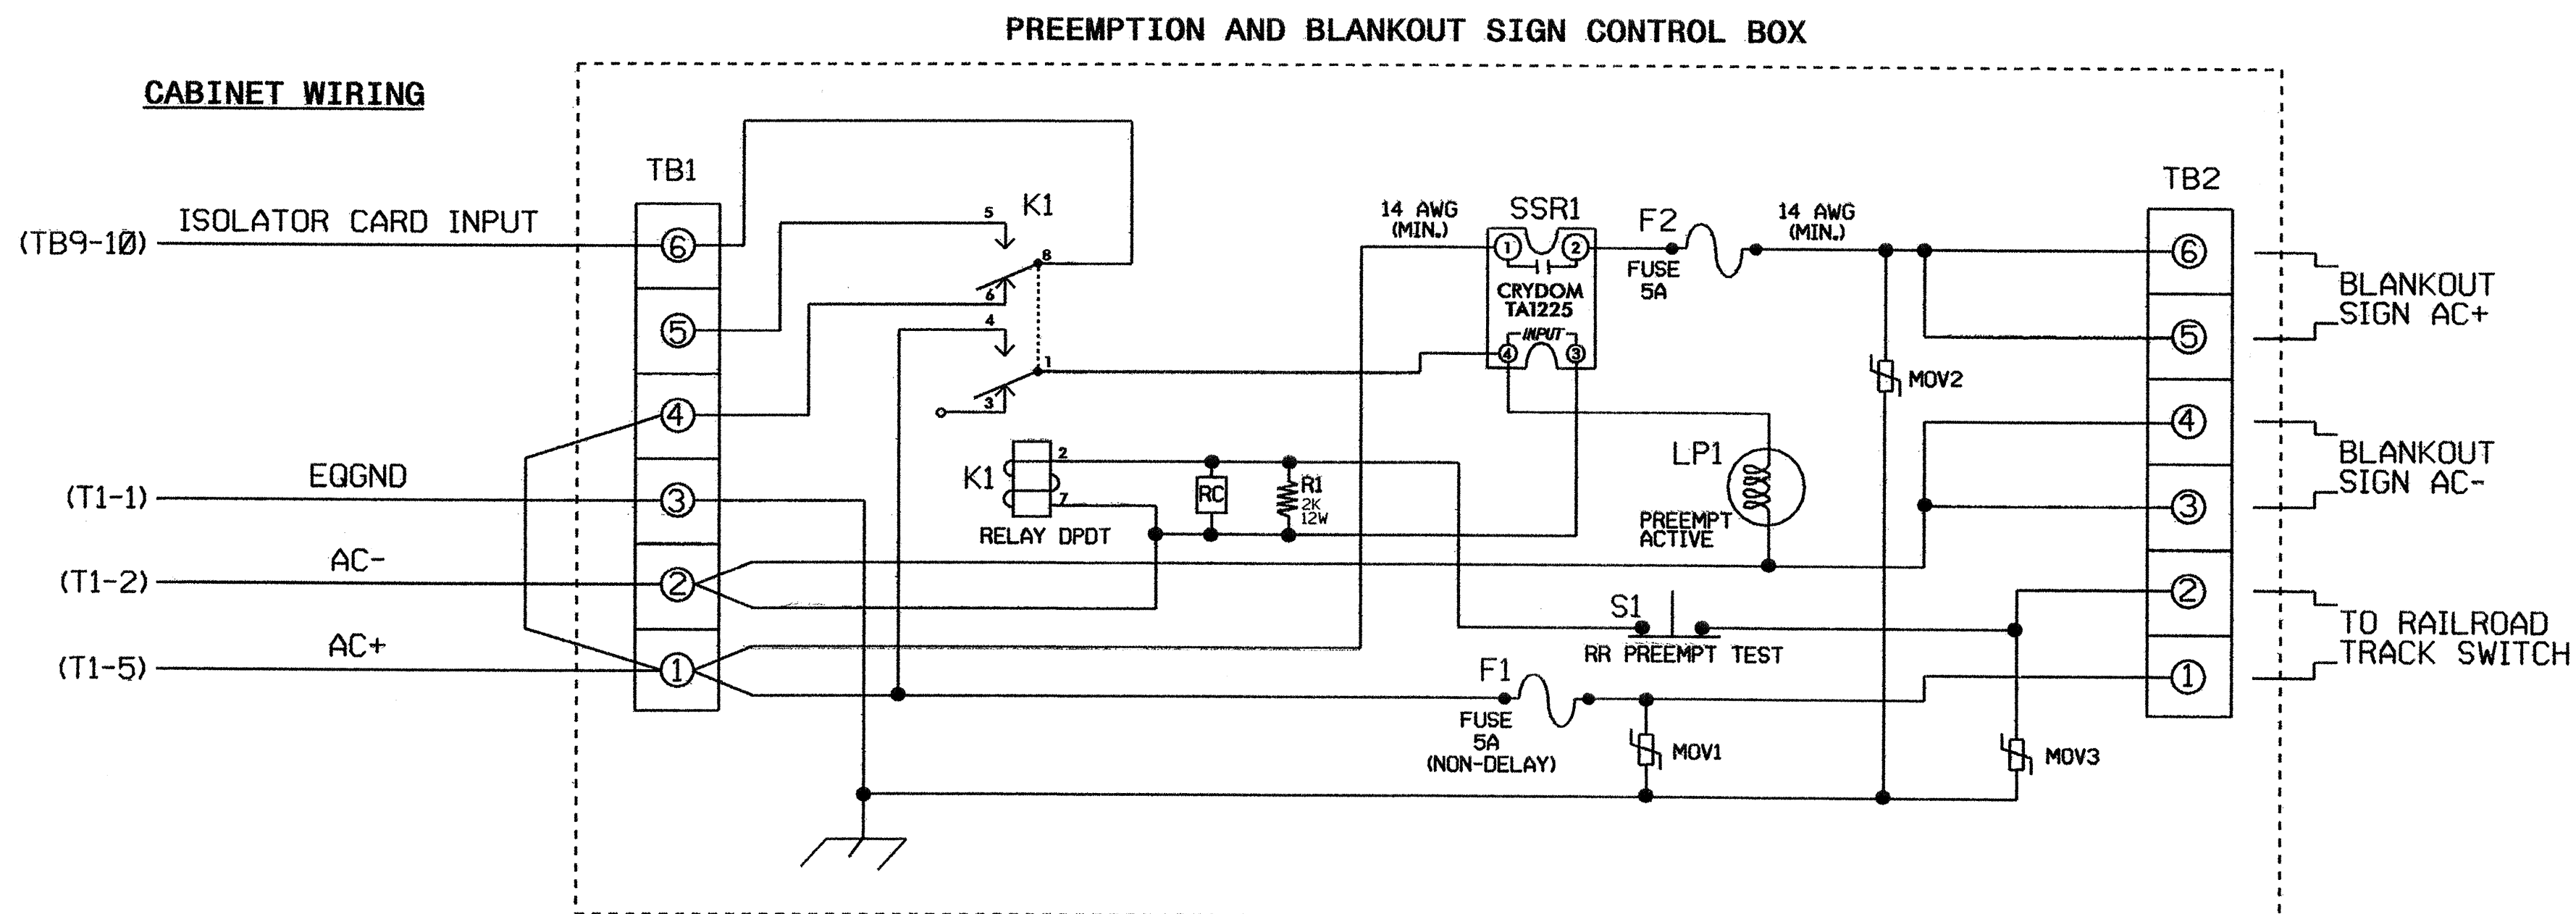 PREEMPTION AND BLANKOUT SIGN CONTROL BOX
CABINET WIRING
TB1
(TB9-10)
ISOLATOR CARD INPUT
6
5
4
(T1-1)
EQGND
3
(T1-2)
AC-
2
(T1-5)
AC+
1
K1
5
8
6
4
1
3
K1
2
7
RELAY DPDT
RC
R1
2K
12W
14 AWG
(MIN.)
SSR1
1
2
CRYDOM
TA1225
INPUT
4
3
F2
FUSE
5A
14 AWG
(MIN.)
MOV2
LP1
PREEMPT
ACTIVE
S1
RR PREEMPT TEST
F1
FUSE
5A
(NON-DELAY)
MOV1
MOV3
TB2
6
5
4
3
2
1
BLANKOUT
SIGN AC+
BLANKOUT
SIGN AC-
TO RAILROAD
TRACK SWITCH